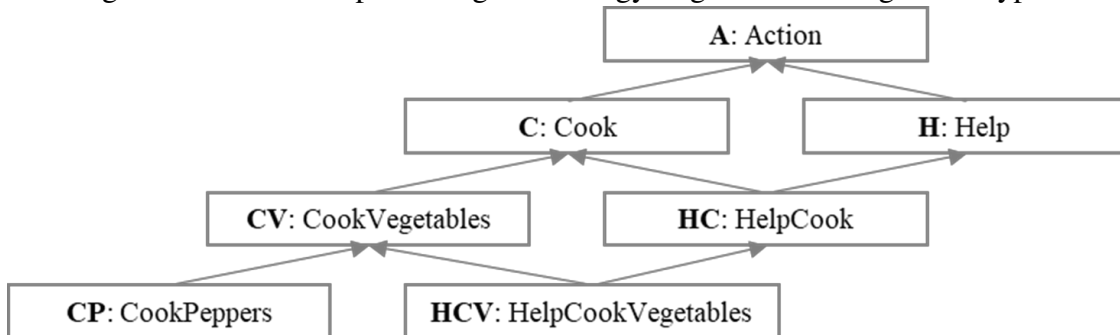 A: Action
C: Cook
H: Help
CV: CookVegetables
HC: HelpCook
CP: CookPeppers
HCV: HelpCookVegetables